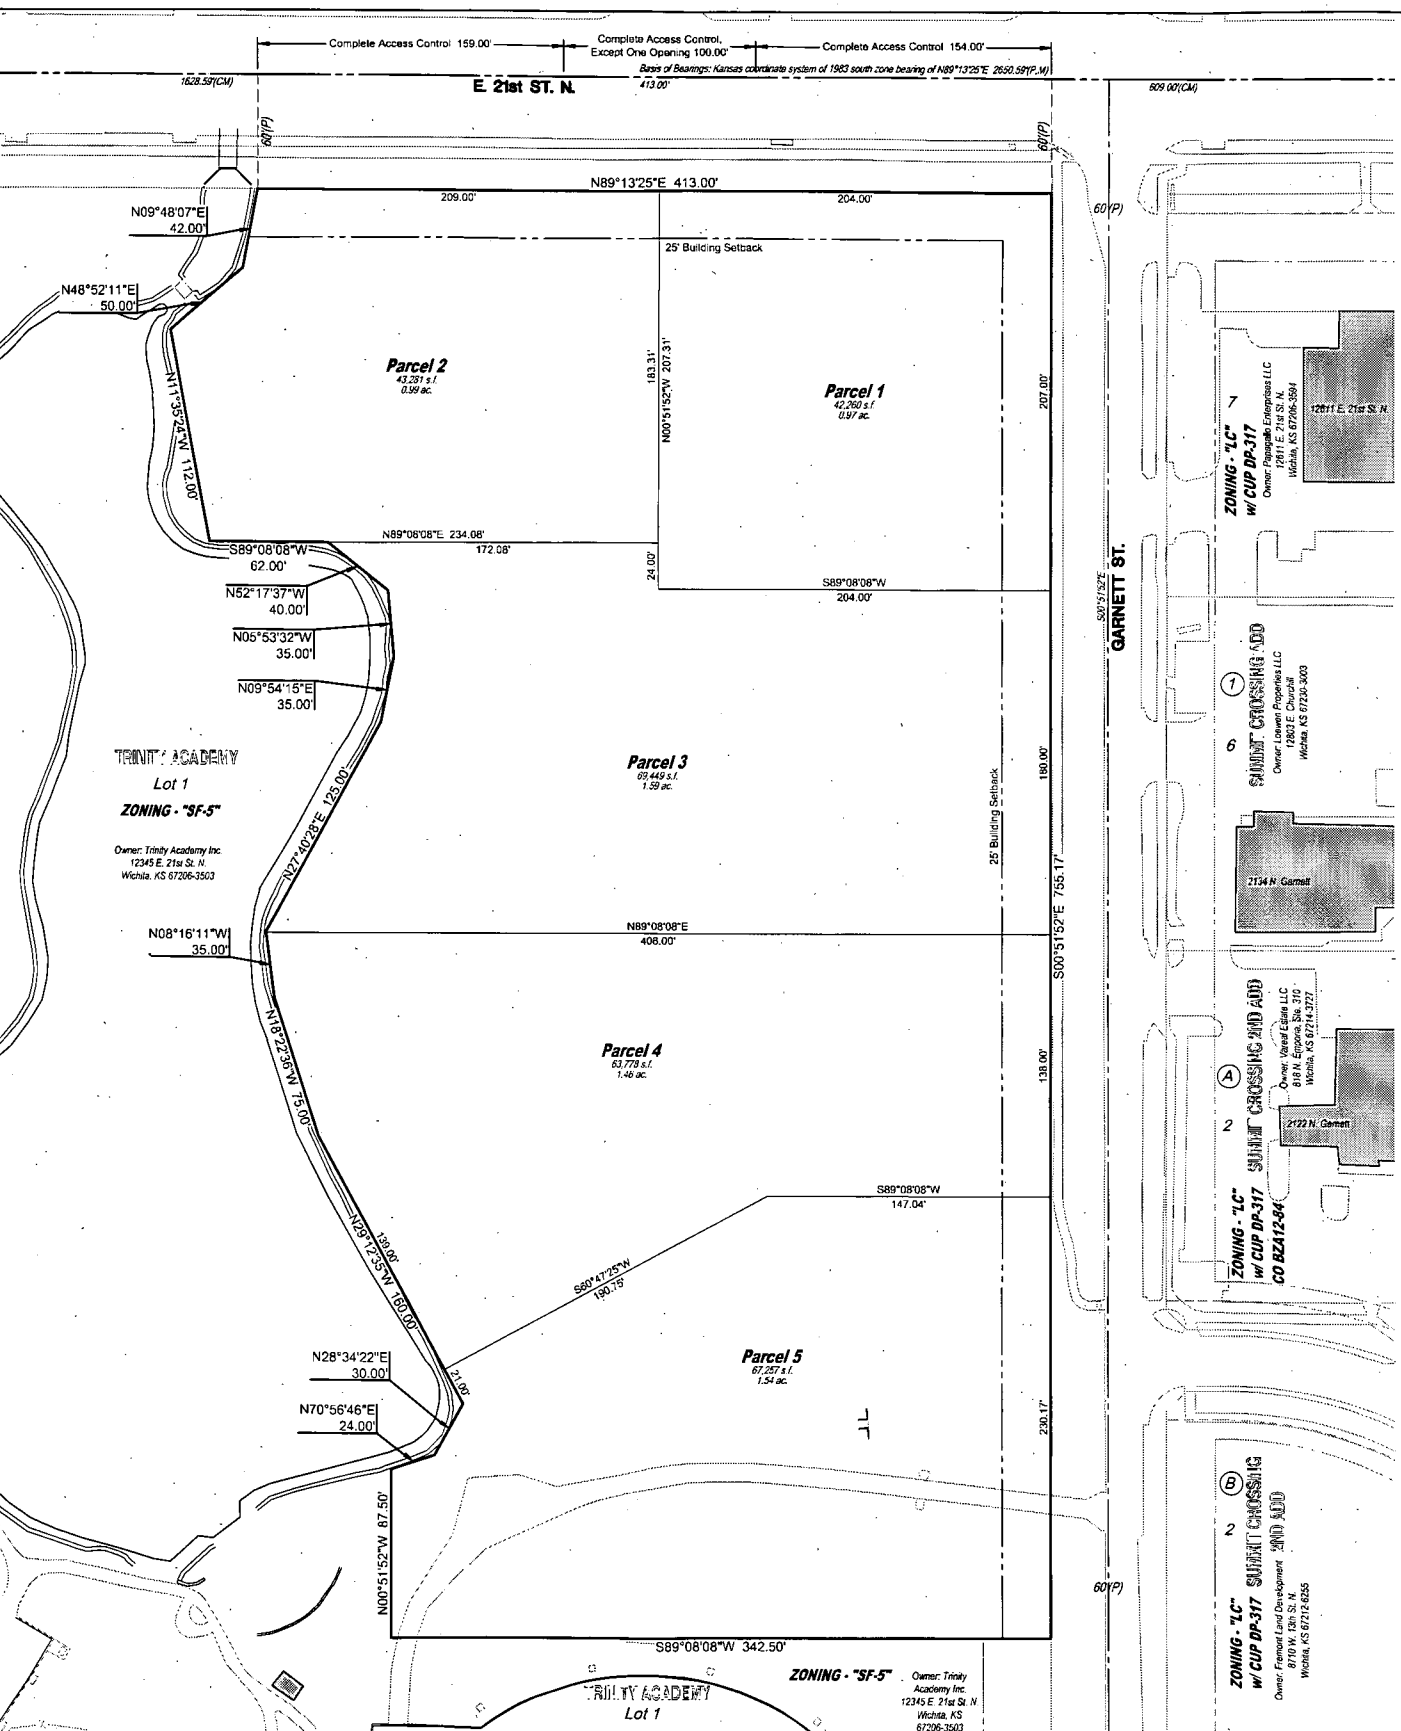 Complete Access Control 159.00'
Complete Access Control,
Except One Opening 100.00'
Complete Access Control 154.00'
Basis of Bearings: Kansas coordinate system of 1983 south zone bearing of N89°13'25"E 2650.59'(P,M)
1628.59'(CM)
E. 21st ST. N.
413.00'
609.00'(CM)
60'(P)
60'(P)
N89°13'25"E 413.00'
209.00'
204.00'
60'(P)
N09°48'07"E
42.00'
25' Building Setback
N48°52'11"E
50.00'
Parcel 2
43,281 s.f.
0.99 ac.
183.31'
N00°51'52"W 207.31'
Parcel 1
42,260 s.f.
0.97 ac.
207.00'
N11°35'24"W 112.00'
7
ZONING - "LC"
w/ CUP DP-317
Owner: Papagallo Enterprises LLC
12611 E. 21st St. N.
Wichita, KS 67206-3594
12611 E. 21st St. N.
N89°08'08"E 234.08'
172.08'
S89°08'08"W
62.00'
24.00'
S89°08'08"W
204.00'
N52°17'37"W
40.00'
N05°53'32"W
35.00'
N09°54'15"E
35.00'
S00°51'52"E
GARNETT ST.
1
6
SUMMIT CROSSING ADD
Owner: Loewen Properties LLC
12803 E. Churchill
Wichita, KS 67230-3003
TRINITY ACADEMY
Lot 1
ZONING - "SF-5"
Owner: Trinity Academy Inc.
12345 E. 21st St. N.
Wichita, KS 67206-3503
Parcel 3
69,449 s.f.
1.59 ac.
180.00'
25' Building Setback
N27°40'28"E 125.00'
2134 N. Garnett
N08°16'11"W
35.00'
N89°08'08"E
408.00'
S00°51'52"E 755.17'
N18°22'36"W 75.00'
Parcel 4
63,778 s.f.
1.46 ac.
138.00'
A
2
SUMMIT CROSSING 2ND ADD
818 N. Emporia, Ste. 310
Wichita, KS 67214-3727
2122 N. Garnett
ZONING - "LC"
w/ CUP DP-317
CO BZA12-84
S89°08'08"W
147.04'
S60°47'25"W
190.75'
139.00'
N29°12'35"W 160.00'
N28°34'22"E
30.00'
21.00'
Parcel 5
67,257 s.f.
1.54 ac.
N70°56'46"E
24.00'
230.17'
N00°51'52"W 87.50'
B
2
SUMMIT CROSSING
2ND ADD
ZONING - "LC"
w/ CUP DP-317
Owner: Fremont Land Development
8710 W. 13th St. N.
Wichita, KS 67212-6255
60'(P)
S89°08'08"W 342.50'
TRINITY ACADEMY
Lot 1
ZONING - "SF-5"
Owner: Trinity
Academy Inc.
12345 E. 21st St. N.
Wichita, KS
67206-3503